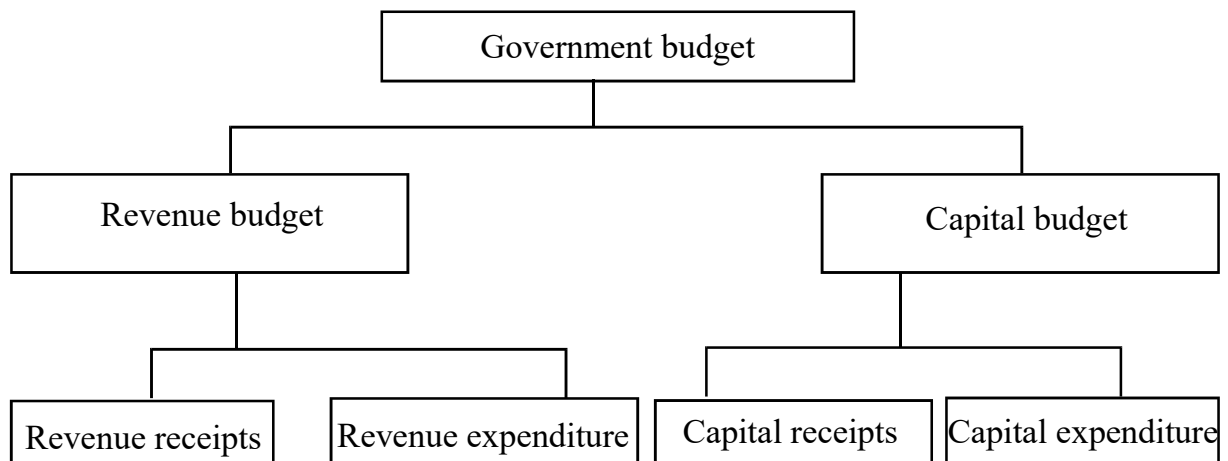 Government budget
Revenue budget
Capital budget
Revenue receipts
Revenue expenditure
Capital receipts
Capital expenditure